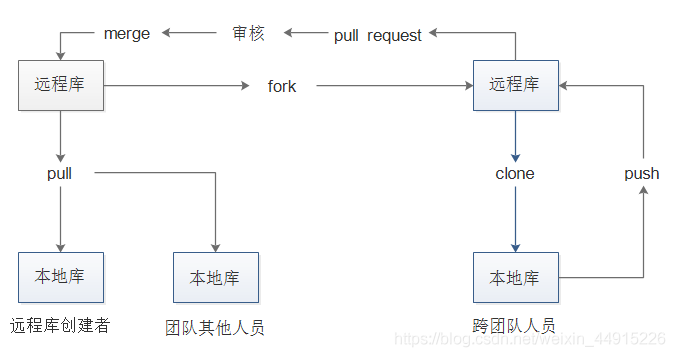 merge 审核 pull request
远程库 fork 远程库
pull clone push
本地库 本地库 本地库
远程库创建者 团队其他人员 跨团队人员
https://blog.csdn.net/weixin_44915226